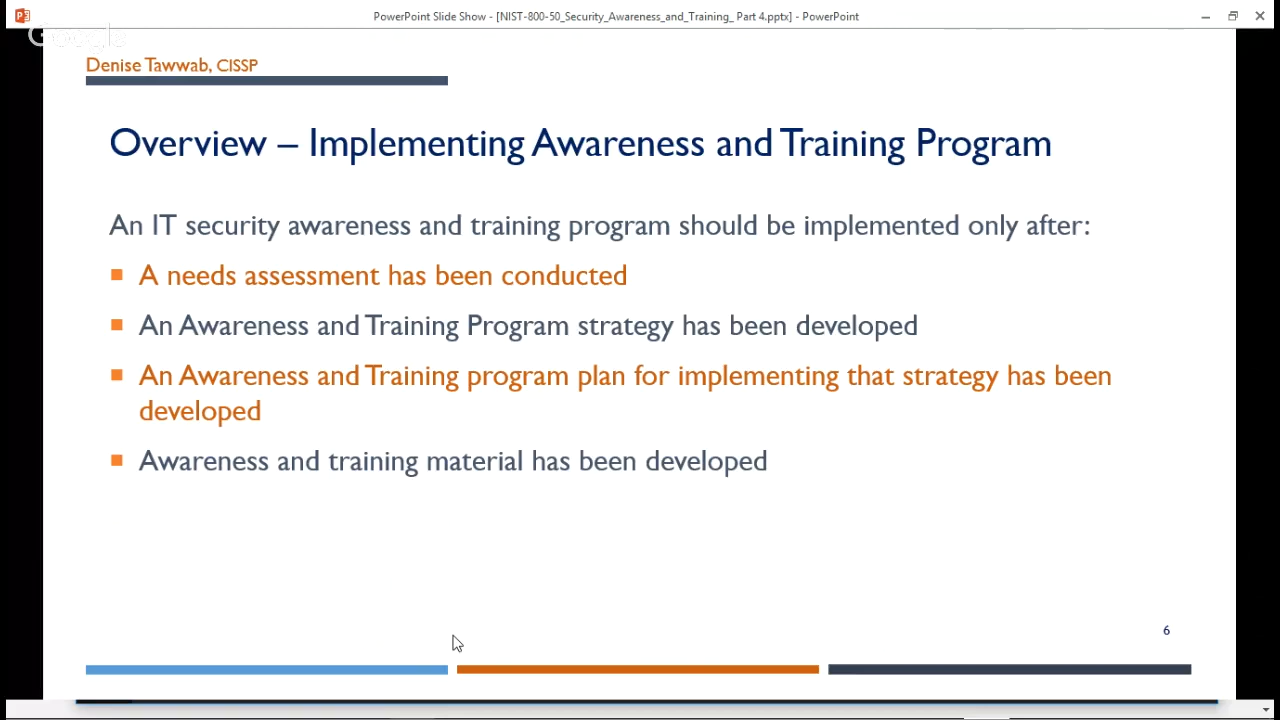 PowerPoint Slide Show - [NIST-800-50_Security_Awareness_and_Training_ Part 4.pptx] - PowerPoint
Google
Denise Tawwab, CISSP
Overview – Implementing Awareness and Training Program
An IT security awareness and training program should be implemented only after:
A needs assessment has been conducted
An Awareness and Training Program strategy has been developed
An Awareness and Training program plan for implementing that strategy has been
developed
Awareness and training material has been developed
6